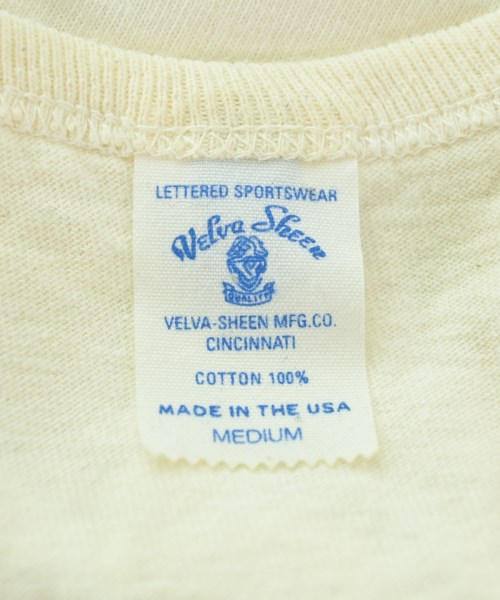 LETTERED SPORTSWEAR
Velva Sheen
QUALITY
VELVA-SHEEN MFG.CO.
CINCINNATI
COTTON 100%
MADE IN THE USA
MEDIUM